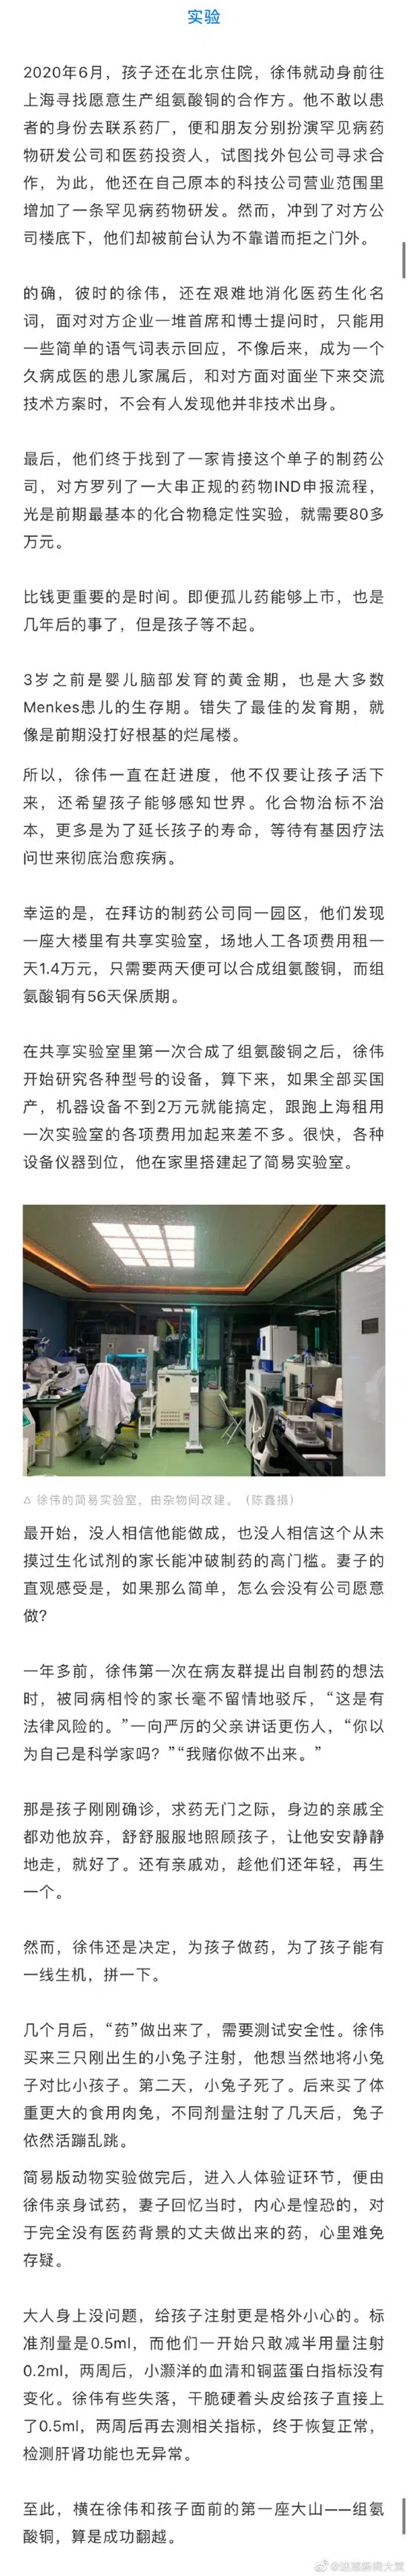 实验
2020年6月，孩子还在北京住院，徐伟就动身前往
上海寻找愿意生产组氨酸铜的合作方。他不敢以患
者的身份去联系药厂，便和朋友分别扮演罕见病药
物研发公司和医药投资人，试图找外包公司寻求合
作，为此，他还在自己原本的科技公司营业范围里
增加了一条罕见病药物研发。然而，冲到了对方公
司楼底下，他们却被前台认为不靠谱而拒之门外。
的确，彼时的徐伟，还在艰难地消化医药生化名
词，面对对方企业一堆首席和博士提问时，只能用
一些简单的语气词表示回应，不像后来，成为一个
久病成医的患儿家属后，和对方面对面坐下来交流
技术方案时，不会有人发现他并非技术出身。
最后，他们终于找到了一家肯接这个单子的制药公
司，对方罗列了一大串正规的药物IND申报流程，
光是前期最基本的化合物稳定性实验，就需要80多
万元。
比钱更重要的是时间。即便孤儿药能够上市，也是
几年后的事了，但是孩子等不起。
3岁之前是婴儿脑部发育的黄金期，也是大多数
Menkes患儿的生存期。错失了最佳的发育期，就
像是前期没打好根基的烂尾楼。
所以，徐伟一直在赶进度，他不仅要让孩子活下
来，还希望孩子能够感知世界。化合物治标不治
本，更多是为了延长孩子的寿命，等待有基因疗法
问世来彻底治愈疾病。
幸运的是，在拜访的制药公司同一园区，他们发现
一座大楼里有共享实验室，场地人工各项费用租一
天1.4万元，只需要两天便可以合成组氨酸铜，而组
氨酸铜有56天保质期。
在共享实验室里第一次合成了组氨酸铜之后，徐伟
开始研究各种型号的设备，算下来，如果全部买国
产，机器设备不到2万元就能搞定，跟跑上海租用
一次实验室的各项费用加起来差不多。很快，各种
设备仪器到位，他在家里搭建起了简易实验室。
△ 徐伟的简易实验室，由杂物间改建。（陈鑫摄）
最开始，没人相信他能做成，也没人相信这个从未
摸过生化试剂的家长能冲破制药的高门槛。妻子的
直观感受是，如果那么简单，怎么会没有公司愿意
做？
一年多前，徐伟第一次在病友群提出自制药的想法
时，被同病相怜的家长毫不留情地驳斥，“这是有
法律风险的。”一向严厉的父亲讲话更伤人，“你以
为自己是科学家吗？”“我赌你做不出来。”
那是孩子刚刚确诊，求药无门之际，身边的亲戚全
都劝他放弃，舒舒服服地照顾孩子，让他安安静静
地走，就好了。还有亲戚劝，趁他们还年轻，再生
一个。
然而，徐伟还是决定，为孩子做药，为了孩子能有
一线生机，拼一下。
几个月后，“药”做出来了，需要测试安全性。徐伟
买来三只刚出生的小兔子注射，他想当然地将小兔
子对比小孩子。第二天，小兔子死了。后来买了体
重更大的食用肉兔，不同剂量注射了几天后，兔子
依然活蹦乱跳。
简易版动物实验做完后，进入人体验证环节，便由
徐伟亲身试药，妻子回忆当时，内心是惶恐的，对
于完全没有医药背景的丈夫做出来的药，心里难免
存疑。
大人身上没问题，给孩子注射更是格外小心的。标
准剂量是0.5ml，而他们一开始只敢减半用量注射
0.2ml，两周后，小灏洋的血清和铜蓝蛋白指标没有
变化。徐伟有些失落，干脆硬着头皮给孩子直接上
了0.5ml，两周后再去测相关指标，终于恢复正常，
检测肝肾功能也无异常。
至此，横在徐伟和孩子面前的第一座大山——组氨
酸铜，算是成功翻越。
@迷惑新闻大赏